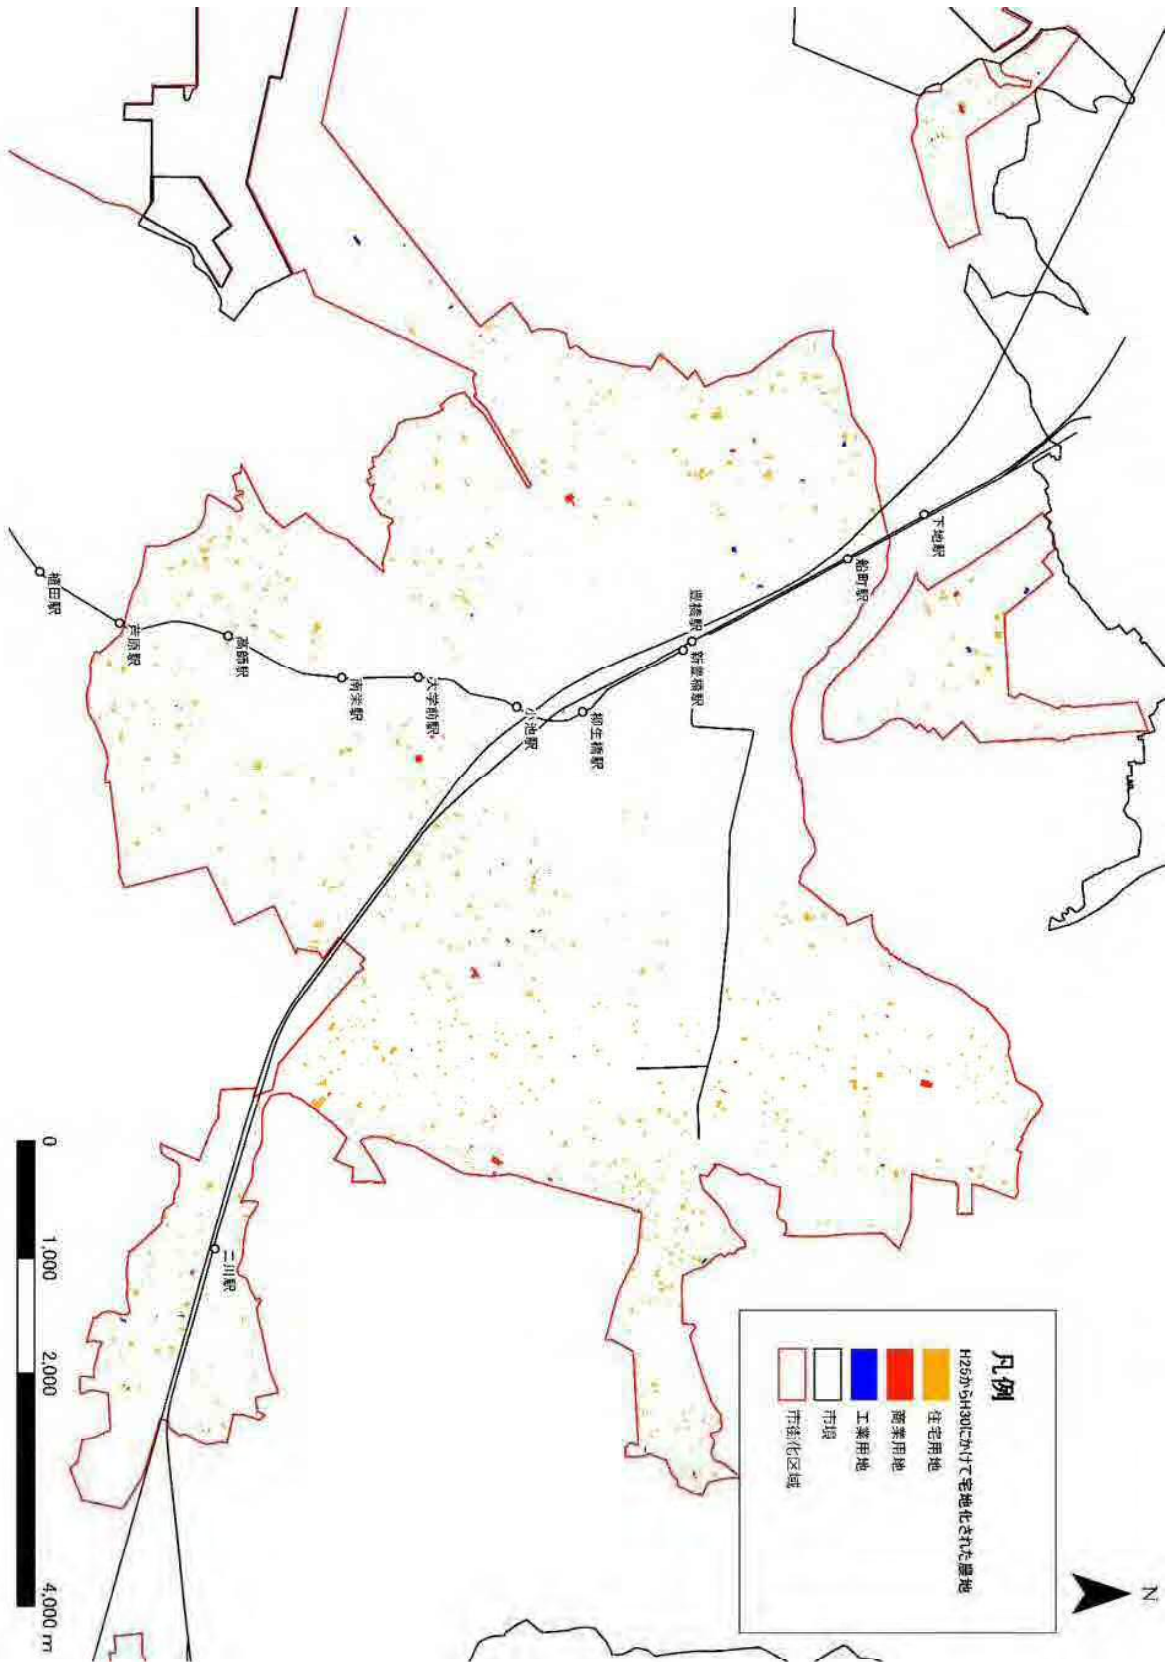 N
凡例
H25からH30にかけて宅地化された農地
住宅用地
商業用地
工業用地
市境
市街化区域
下地駅
船町駅
豊橋駅
新豊橋駅
柳生橋駅
小池駅
大学前駅
南栄駅
高師駅
芦原駅
植田駅
二川駅
0
1,000
2,000
4,000 m